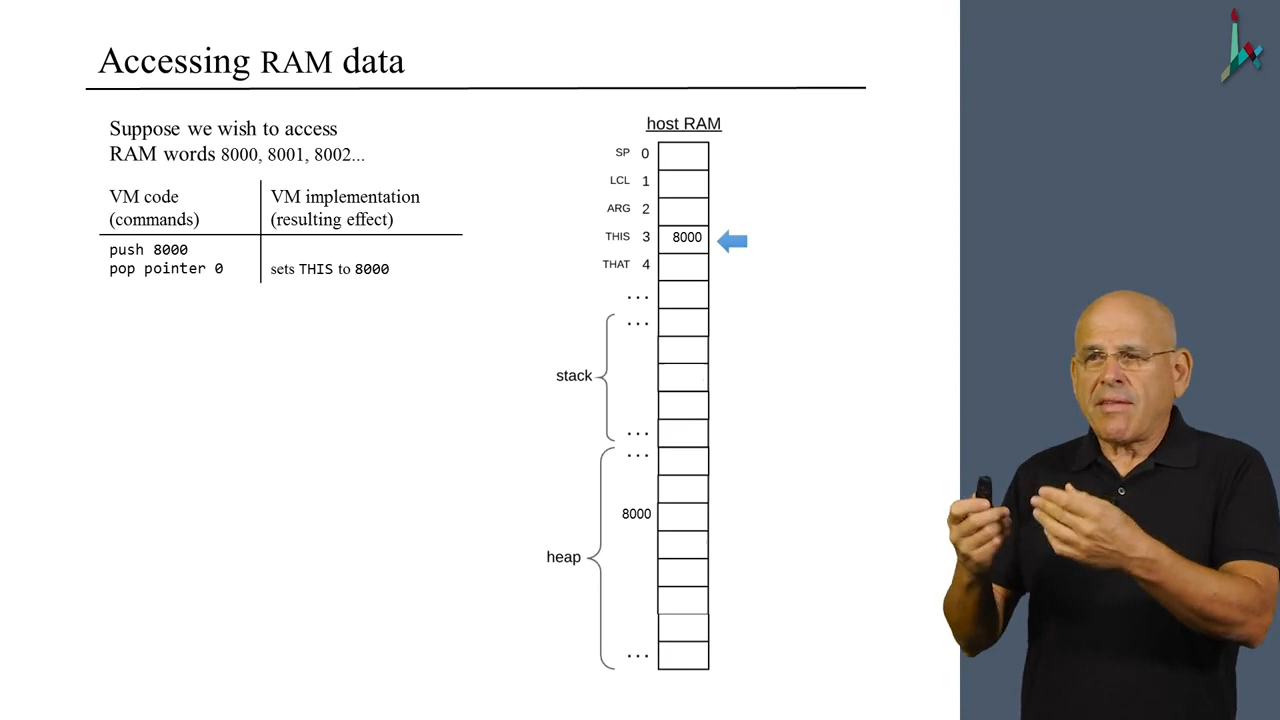 Accessing RAM data
Suppose we wish to access
RAM words 8000, 8001, 8002...
VM code
(commands)
VM implementation
(resulting effect)
push 8000
pop pointer 0
sets THIS to 8000
host RAM
SP 0
LCL 1
ARG 2
THIS 3 8000
THAT 4
...
...
stack
...
...
8000
heap
...